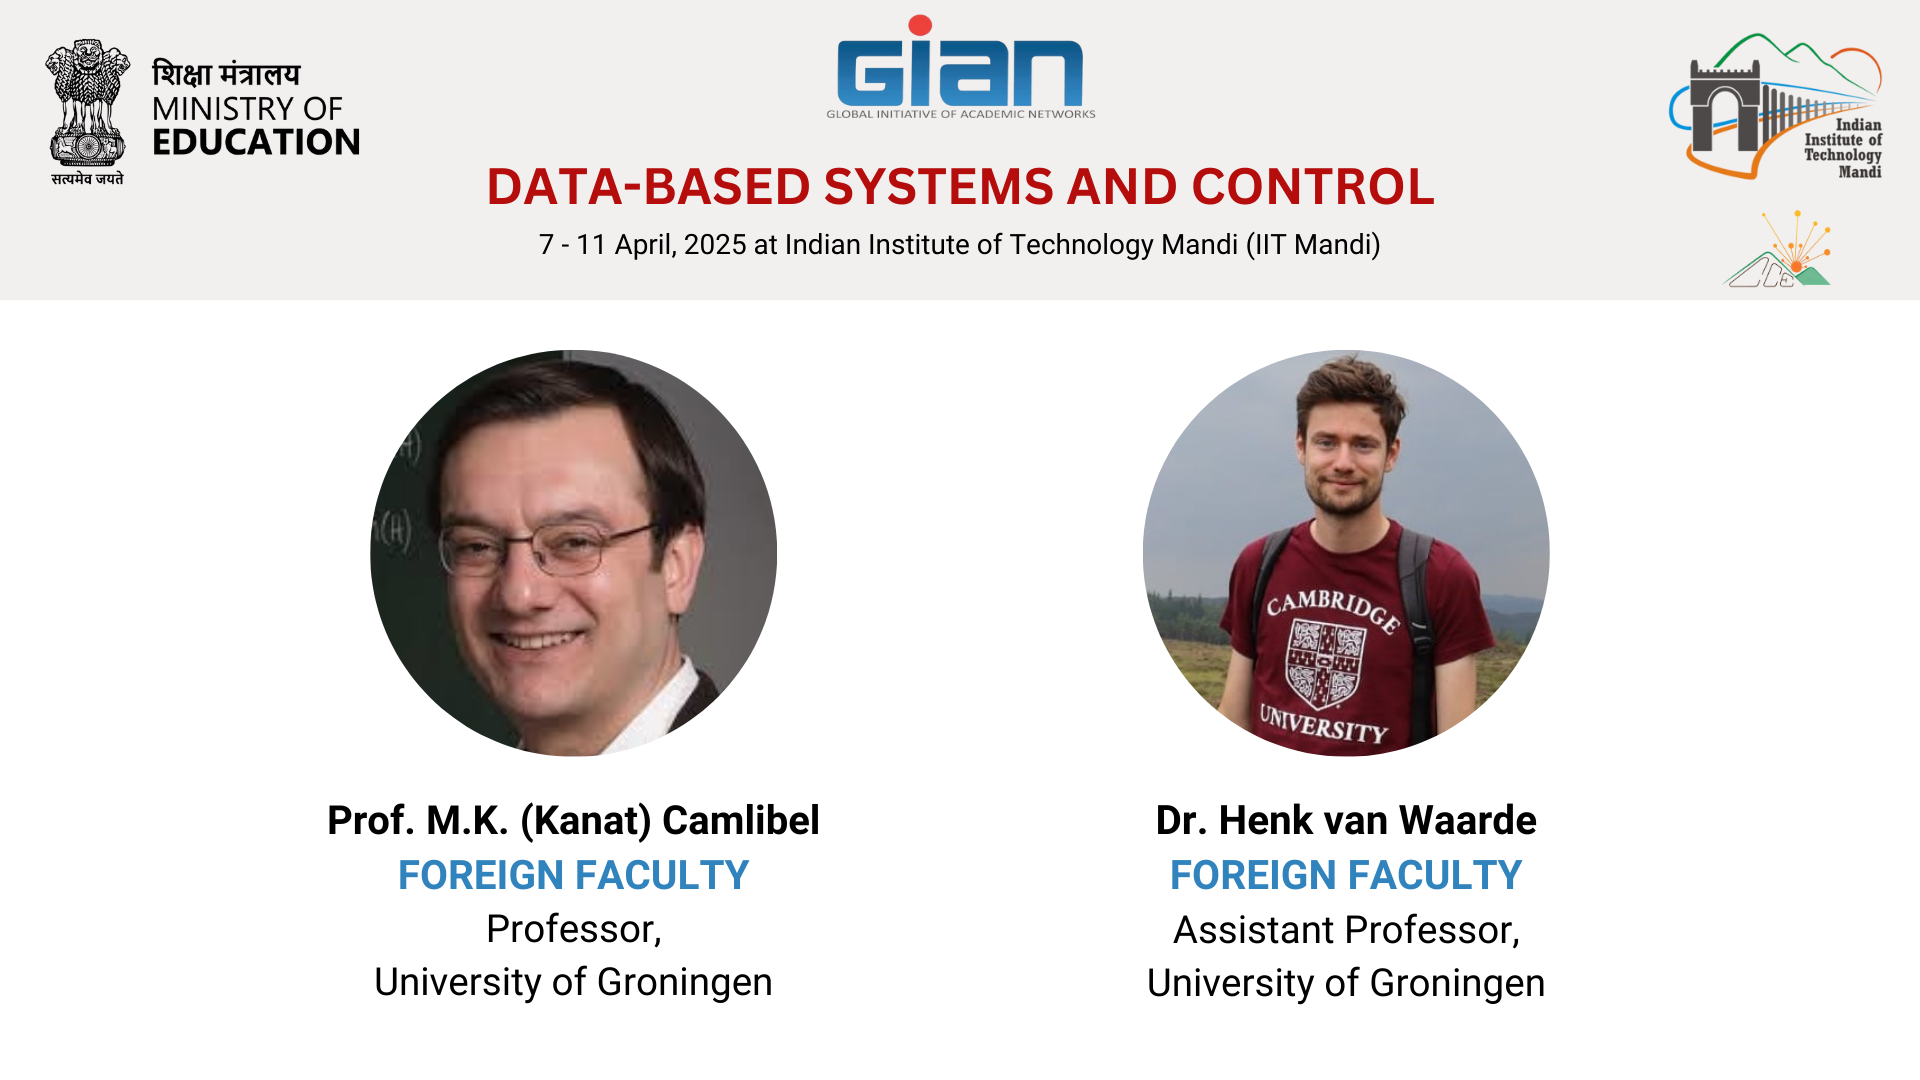 शिक्षा मंत्रालय
MINISTRY OF
EDUCATION
सत्यमेव जयते
GIAN
GLOBAL INITIATIVE OF ACADEMIC NETWORKS
Indian
Institute of
Technology
Mandi
DATA-BASED SYSTEMS AND CONTROL
7 - 11 April, 2025 at Indian Institute of Technology Mandi (IIT Mandi)
(A)
CAMBRIDGE
UNIVERSITY
Prof. M.K. (Kanat) Camlibel
FOREIGN FACULTY
Professor,
University of Groningen
Dr. Henk van Waarde
FOREIGN FACULTY
Assistant Professor,
University of Groningen